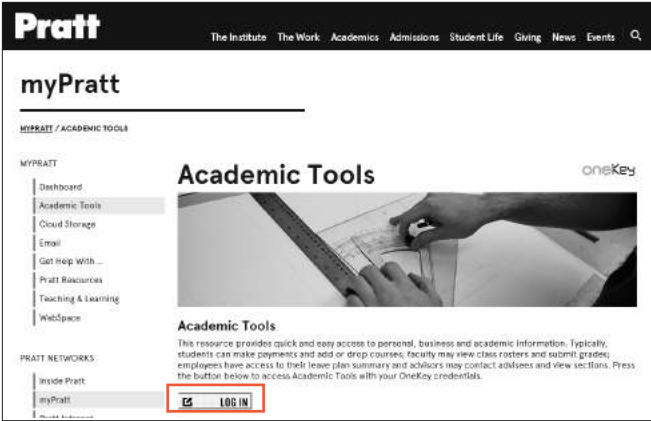 Pratt
The Institute The Work Academics Admissions Student Life Giving News Events
myPratt
MYPRATT / ACADEMIC TOOLS
MYPRATT
Dashboard
Academic Tools
Cloud Storage
Email
Get Help With...
Pratt Resources
Teaching & Learning
WebSpace
PRATT NETWORKS
Inside Pratt
myPratt
Academic Tools
oneKey
Academic Tools
This resource provides quick and easy access to personal, business and academic information. Typically,
students can make payments and add or drop courses; faculty may view class rosters and submit grades;
employees have access to their leave plan summary and advisors may contact advisees and view sections. Press
the button below to access Academic Tools with your OneKey credentials.
LOG IN